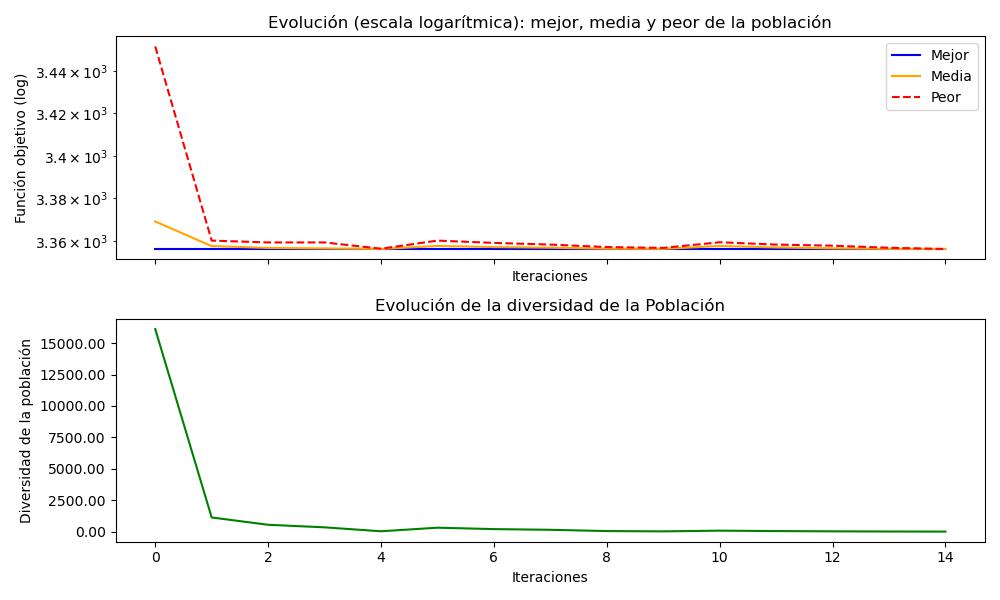 Evolución (escala logarítmica): mejor, media y peor de la población
Función objetivo (log)
3.44 × 10³
3.42 × 10³
3.4 × 10³
3.38 × 10³
3.36 × 10³
Mejor
Media
Peor
Iteraciones
Evolución de la diversidad de la Población
Diversidad de la población
15000.00
12500.00
10000.00
7500.00
5000.00
2500.00
0.00
0 2 4 6 8 10 12 14
Iteraciones